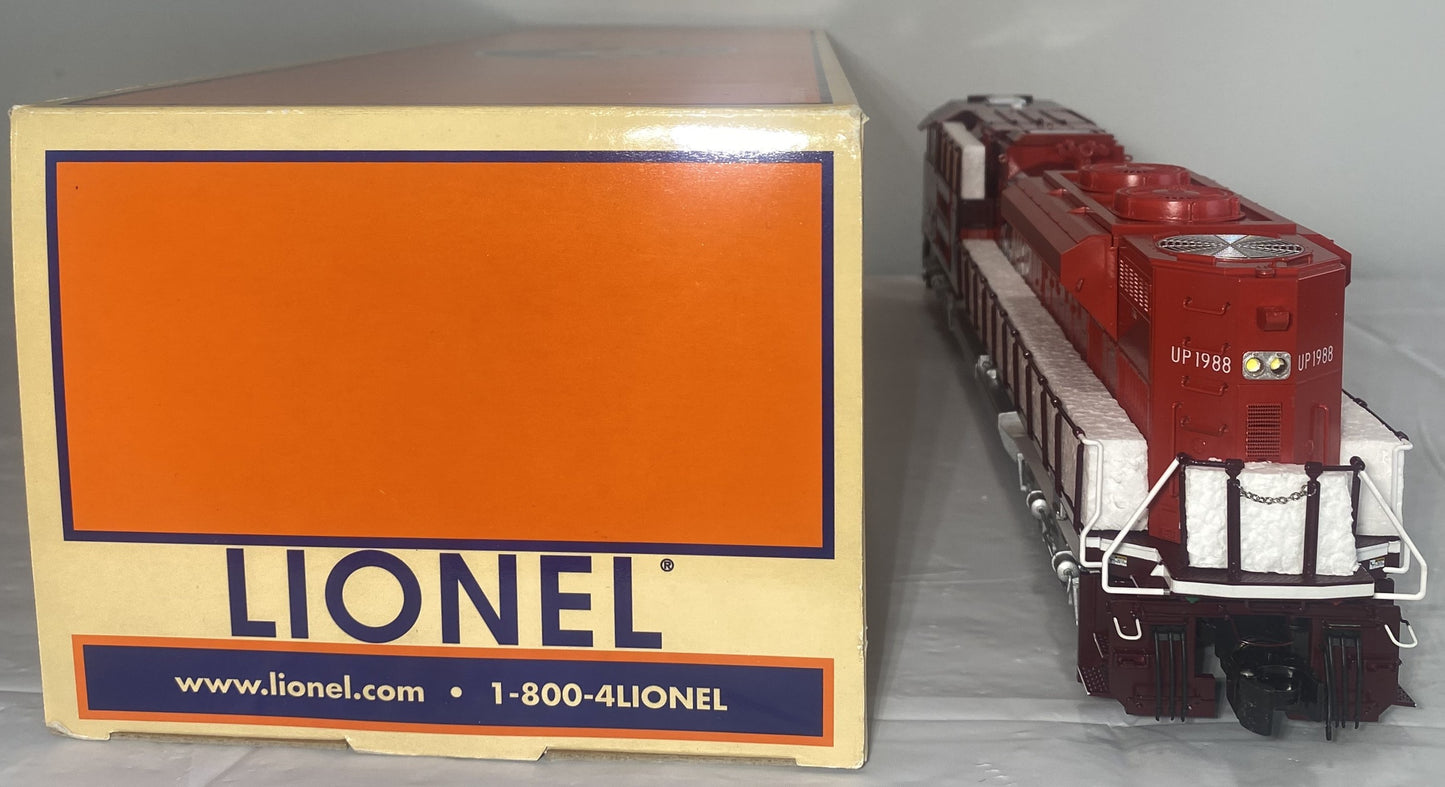 LIONEL®
www.lionel.com • 1-800-4LIONEL
UP 1988 UP 1988